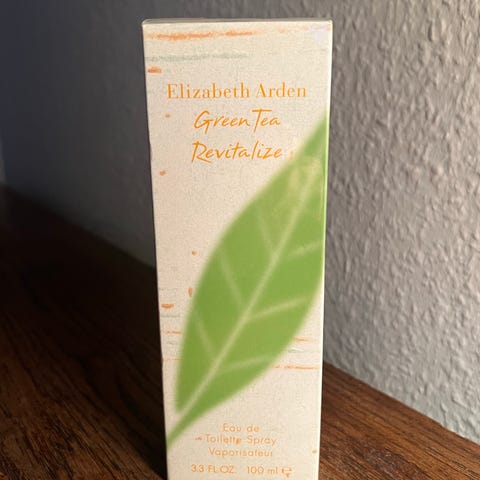 Elizabeth Arden
Green Tea
Revitalize
Eau de
Toilette Spray
Vaporisateur
3.3 FL.OZ. 100 ml ℮